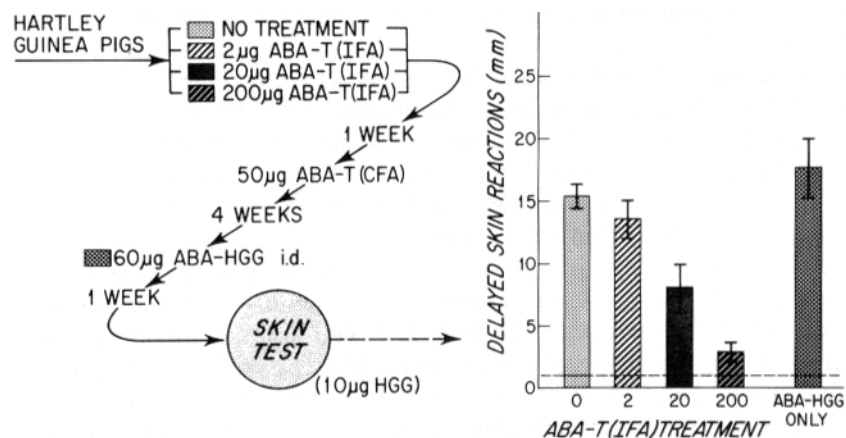 HARTLEY
GUINEA PIGS
NO TREATMENT
2µg ABA-T (IFA)
20µg ABA-T (IFA)
200µg ABA-T(IFA)
1 WEEK
50µg ABA-T (CFA)
4 WEEKS
60µg ABA-HGG i.d.
1 WEEK
SKIN
TEST
(10µg HGG)
DELAYED SKIN REACTIONS (mm)
25
20
15
10
5
0
0 2 20 200
ABA-T(IFA)TREATMENT
ABA-HGG
ONLY